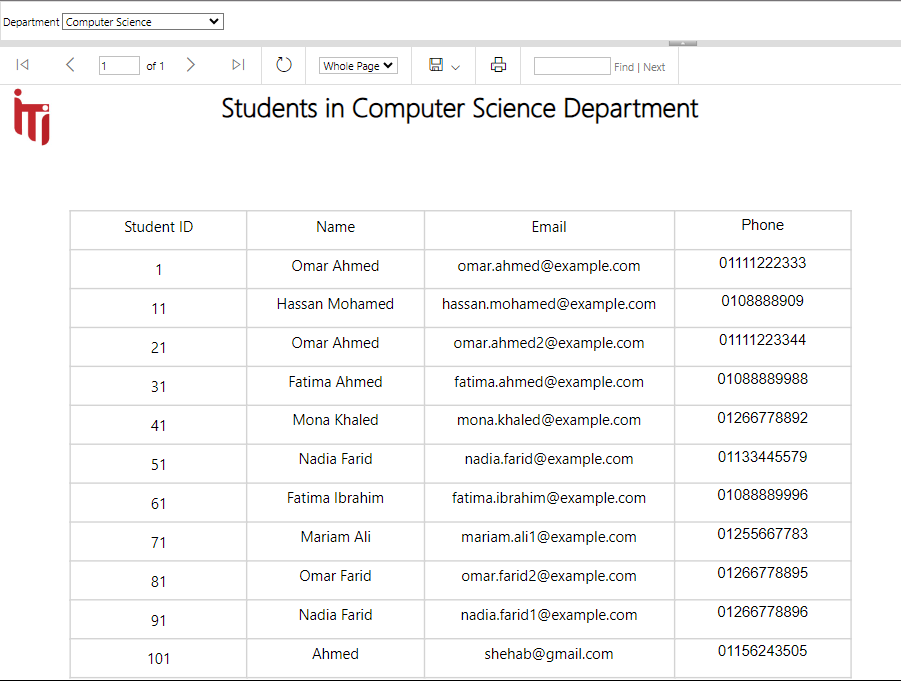 Department Computer Science
1 of 1 Whole Page Find | Next
iTi
Students in Computer Science Department
Student ID Name Email Phone
1 Omar Ahmed omar.ahmed@example.com 01111222333
11 Hassan Mohamed hassan.mohamed@example.com 0108888909
21 Omar Ahmed omar.ahmed2@example.com 01111223344
31 Fatima Ahmed fatima.ahmed@example.com 01088889988
41 Mona Khaled mona.khaled@example.com 01266778892
51 Nadia Farid nadia.farid@example.com 01133445579
61 Fatima Ibrahim fatima.ibrahim@example.com 01088889996
71 Mariam Ali mariam.ali1@example.com 01255667783
81 Omar Farid omar.farid2@example.com 01266778895
91 Nadia Farid nadia.farid1@example.com 01266778896
101 Ahmed shehab@gmail.com 01156243505